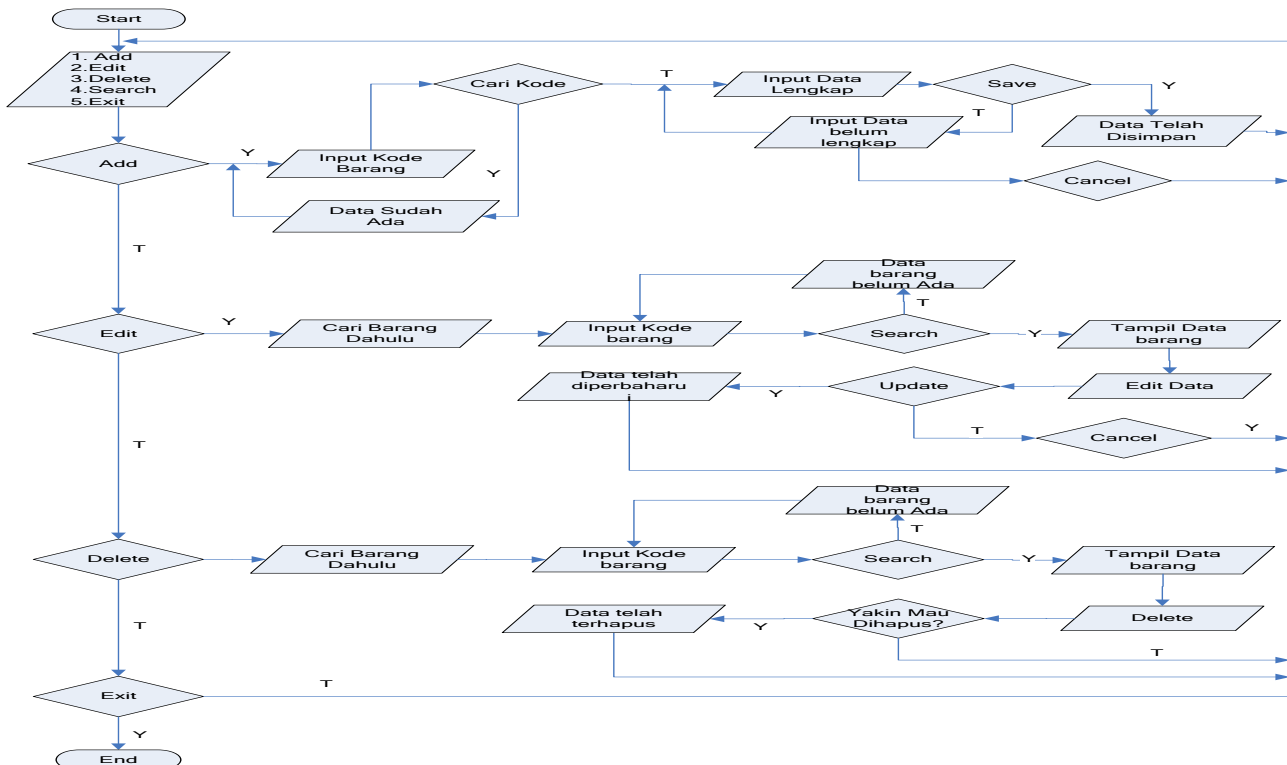 Start
1. Add
2.Edit
3.Delete
4.Search
5.Exit
Cari Kode
T
Input Data
Lengkap
Save
Y
T
Input Data
belum
lengkap
Data Telah
Disimpan
Add
Y
Input Kode
Barang
Y
Cancel
Data Sudah
Ada
T
Data
barang
belum Ada
T
Edit
Y
Cari Barang
Dahulu
Input Kode
barang
Search
Y
Tampil Data
barang
Data telah
diperbaharu
i
Y
Update
Edit Data
T
T
Cancel
Y
Data
barang
belum Ada
T
Delete
Cari Barang
Dahulu
Input Kode
barang
Search
Y
Tampil Data
barang
T
Data telah
terhapus
Y
Yakin Mau
Dihapus?
Delete
T
Exit
T
Y
End